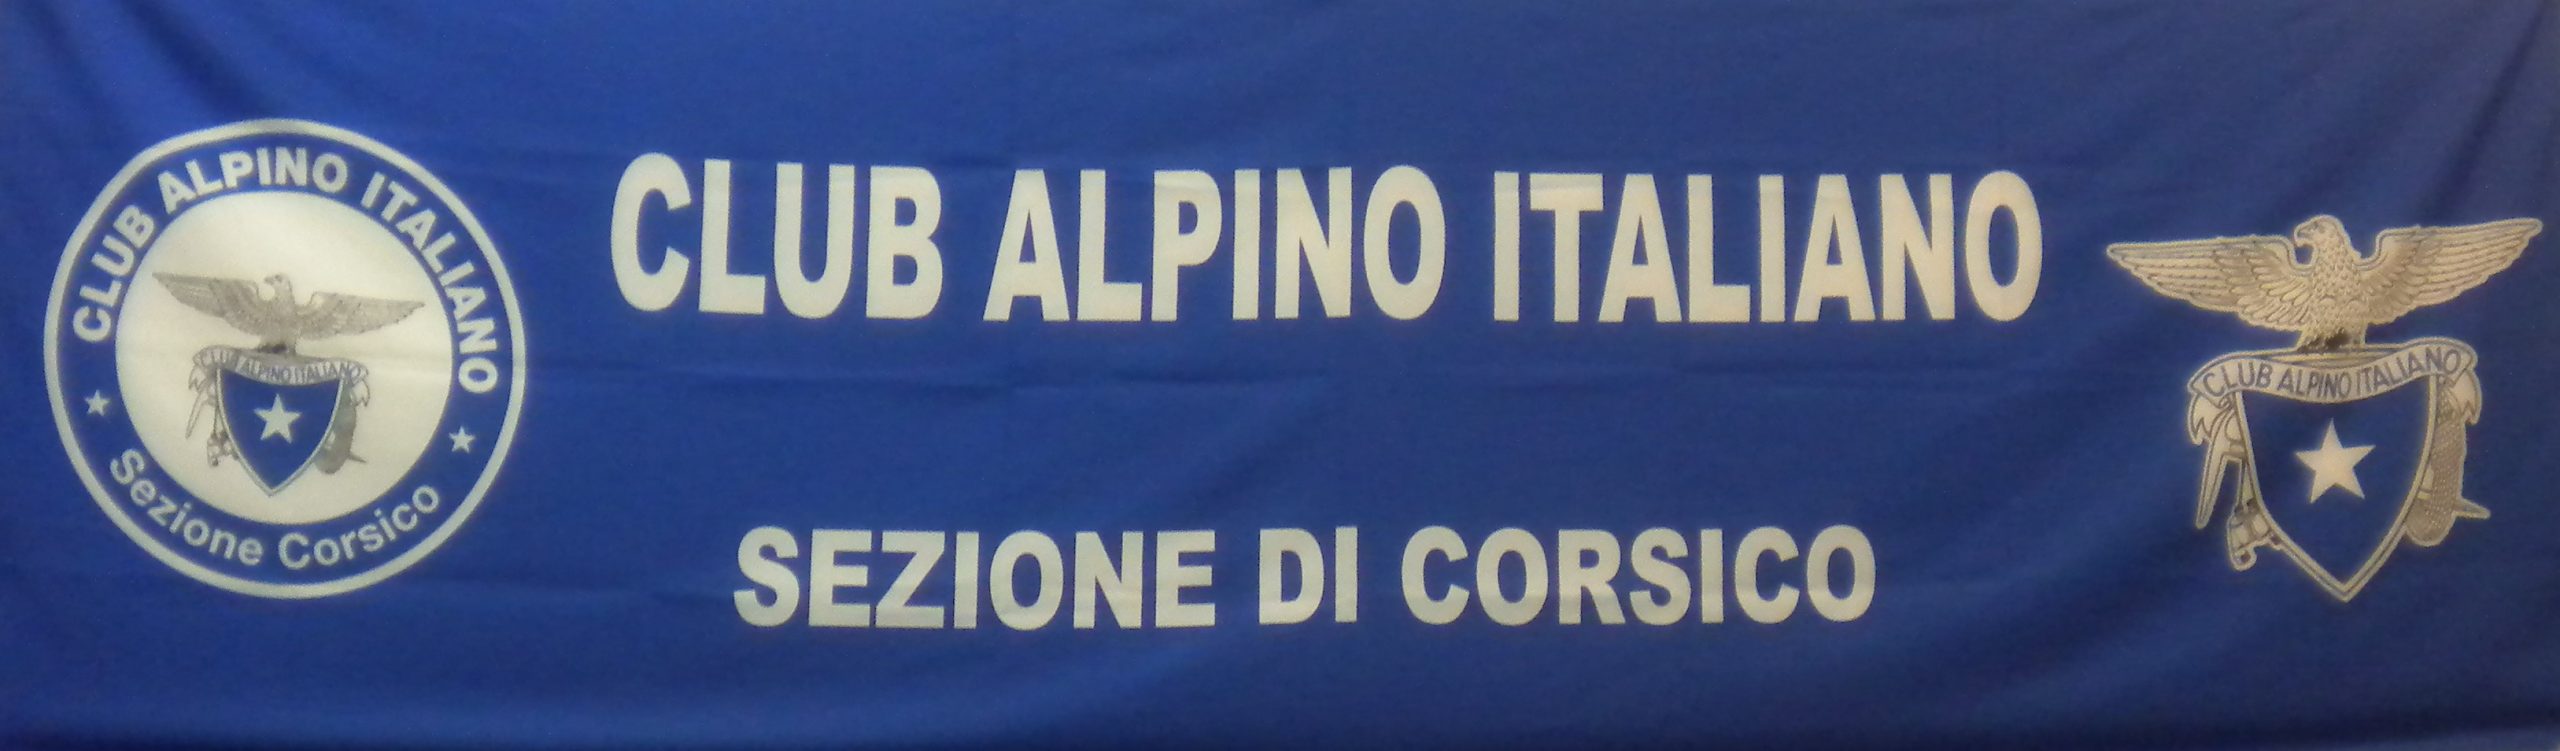 CLUB ALPINO ITALIANO
CLUB ALPINO ITALIANO
Sezione Corsico
CLUB ALPINO ITALIANO
SEZIONE DI CORSICO
CLUB ALPINO ITALIANO